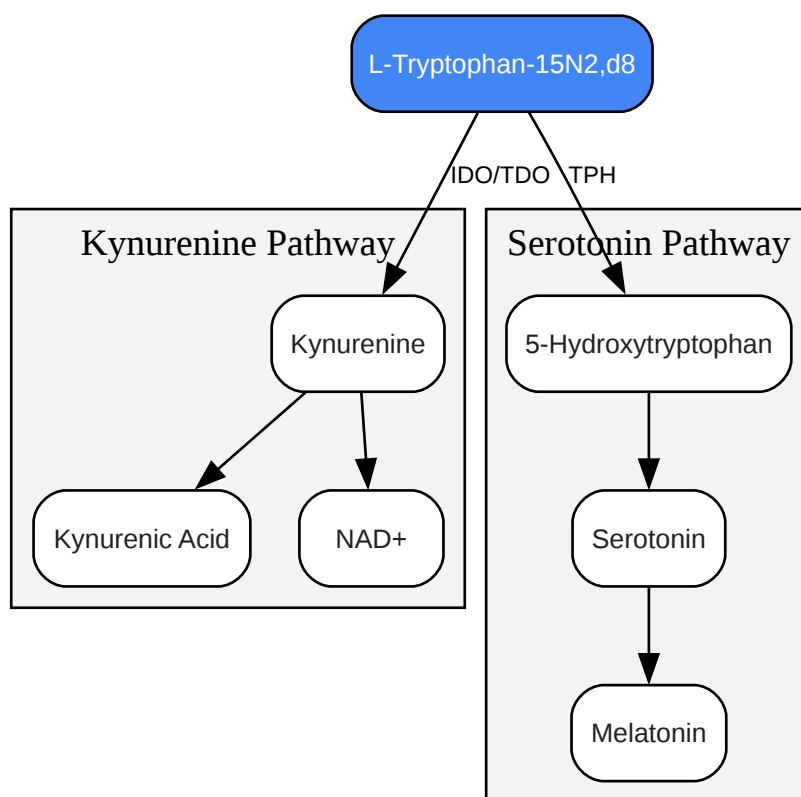 L-Tryptophan-15N2,d8
IDO/TDO
TPH
Kynurenine Pathway
Serotonin Pathway
Kynurenine
5-Hydroxytryptophan
Kynurenic Acid
NAD+
Serotonin
Melatonin